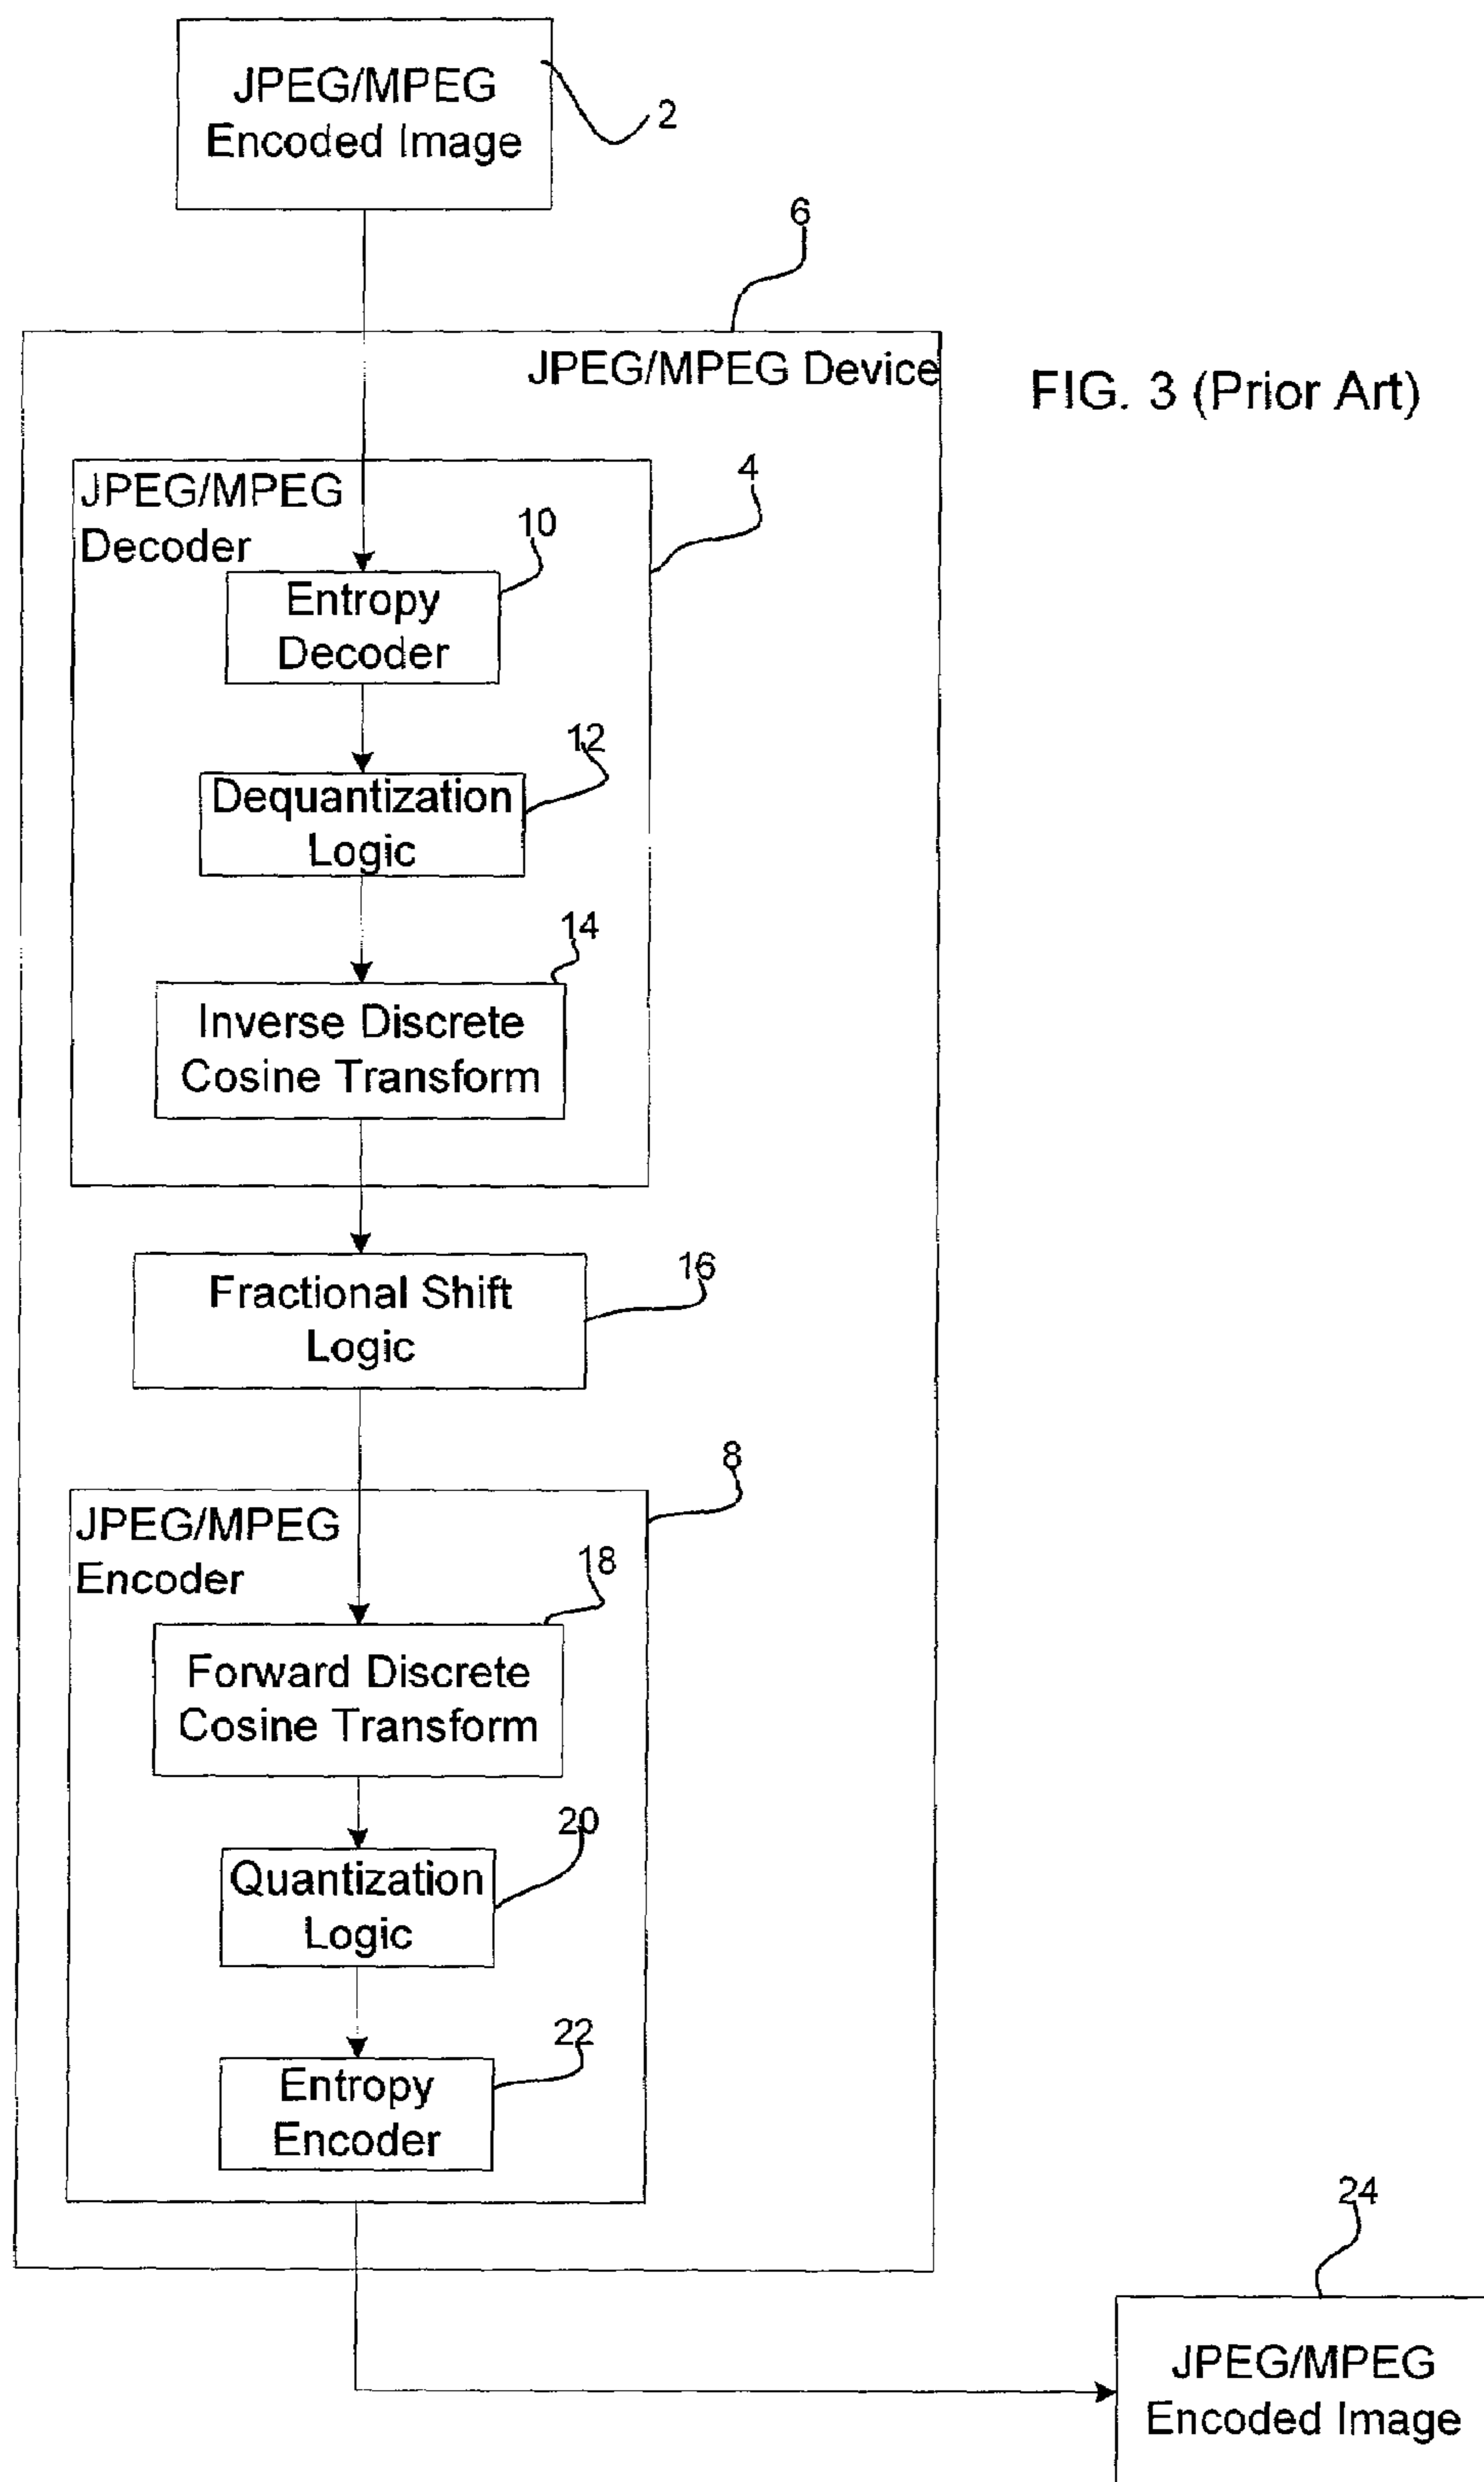 JPEG/MPEG
Encoded Image
2
6
JPEG/MPEG Device
FIG. 3 (Prior Art)
4
JPEG/MPEG
Decoder
10
Entropy
Decoder
12
Dequantization
Logic
14
Inverse Discrete
Cosine Transform
16
Fractional Shift
Logic
8
JPEG/MPEG
Encoder
18
Forward Discrete
Cosine Transform
20
Quantization
Logic
22
Entropy
Encoder
24
JPEG/MPEG
Encoded Image